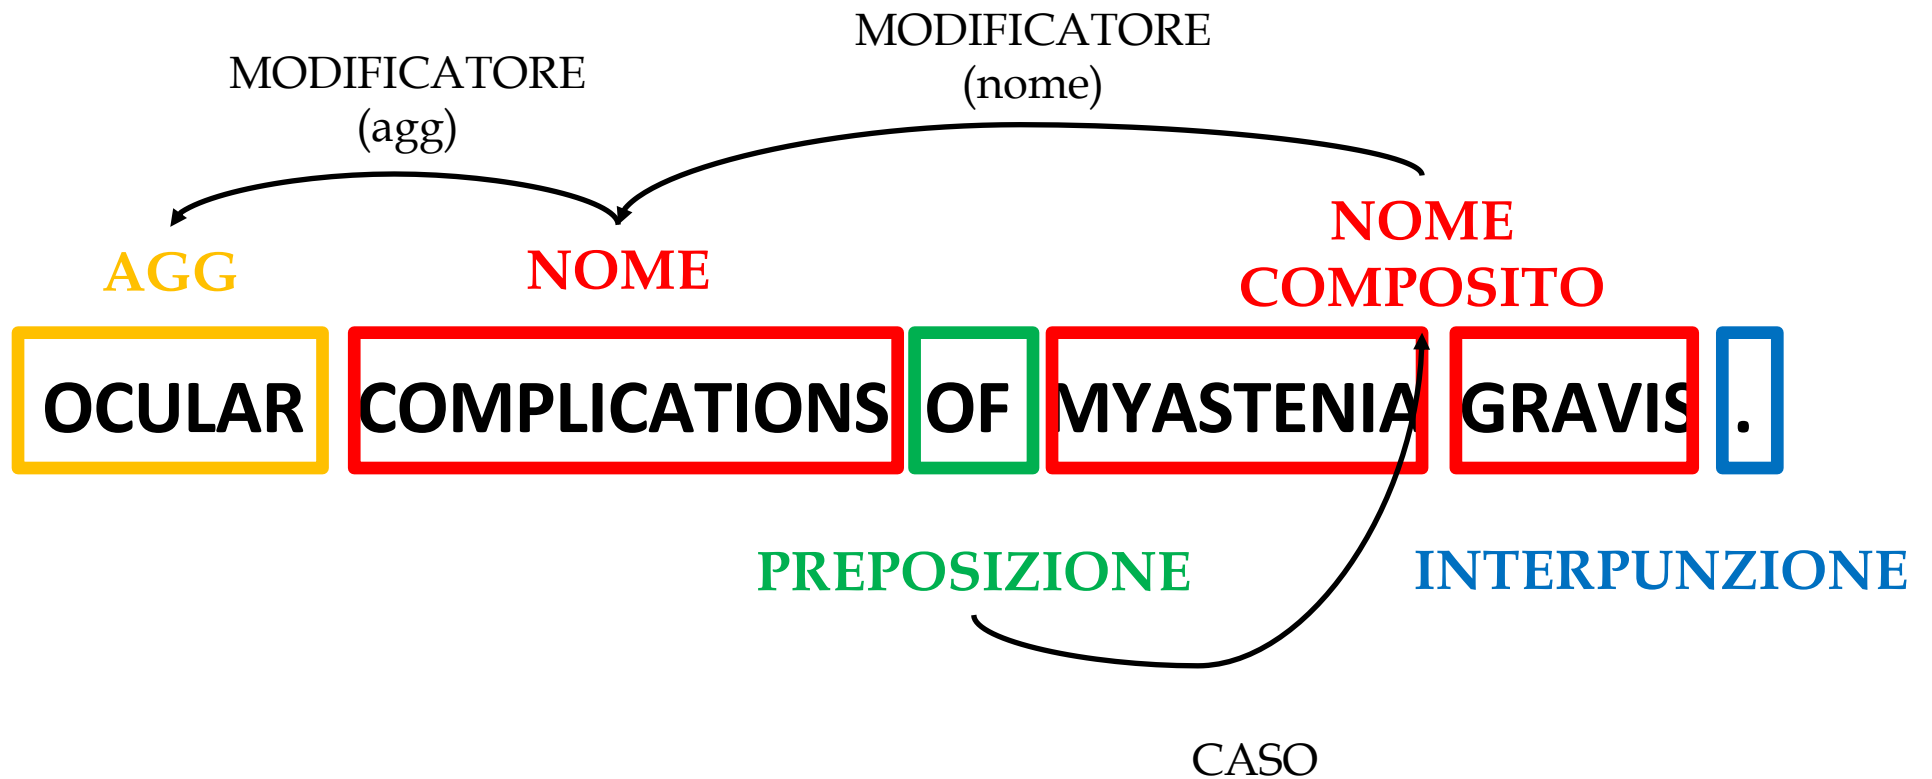 MODIFICATORE
(agg)
MODIFICATORE
(nome)
AGG
NOME
NOME
COMPOSITO
OCULAR COMPLICATIONS OF MYASTENIA GRAVIS .
PREPOSIZIONE
INTERPUNZIONE
CASO